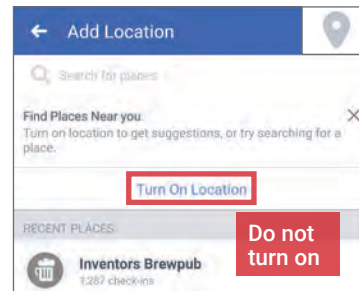 Add Location
Search for places
Find Places Near you
Turn on location to get suggestions, or try searching for a
place.
Turn On Location
RECENT PLACES
Do not
turn on
Inventors Brewpub
1,287 check-ins